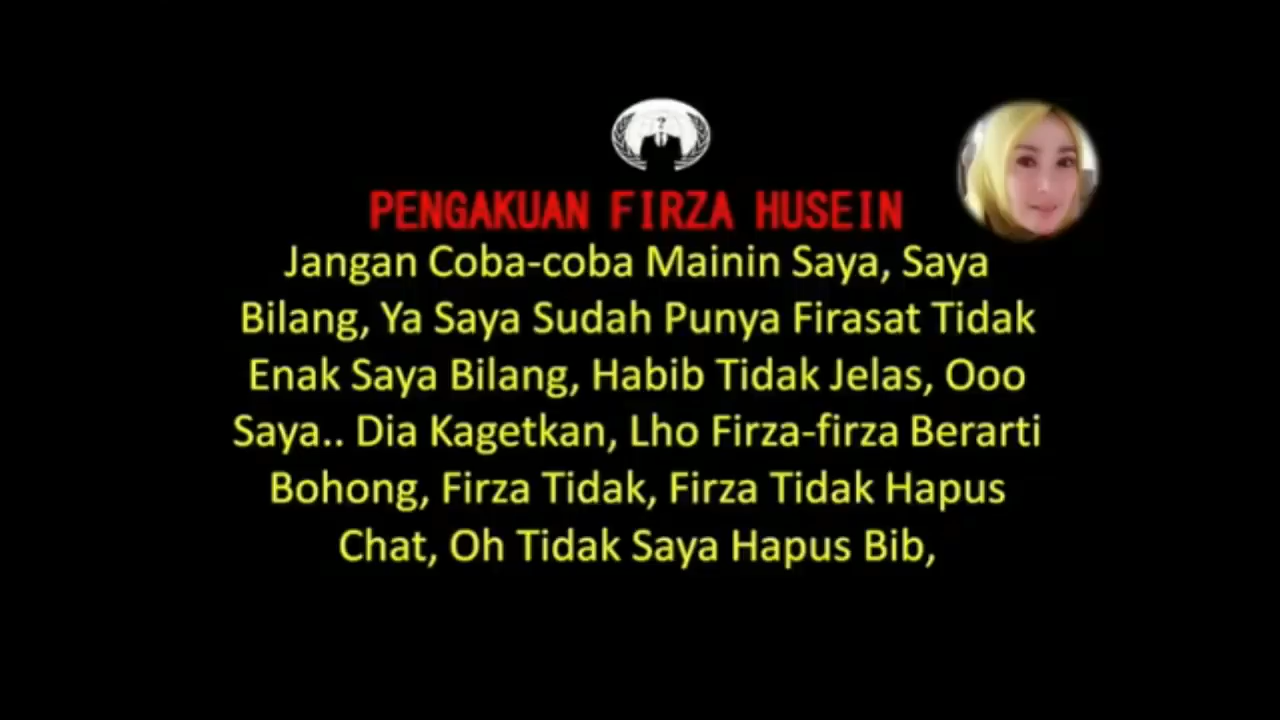 PENGAKUAN FIRZA HUSEIN
Jangan Coba-coba Mainin Saya, Saya
Bilang, Ya Saya Sudah Punya Firasat Tidak
Enak Saya Bilang, Habib Tidak Jelas, Ooo
Saya.. Dia Kagetkan, Lho Firza-firza Berarti
Bohong, Firza Tidak, Firza Tidak Hapus
Chat, Oh Tidak Saya Hapus Bib,